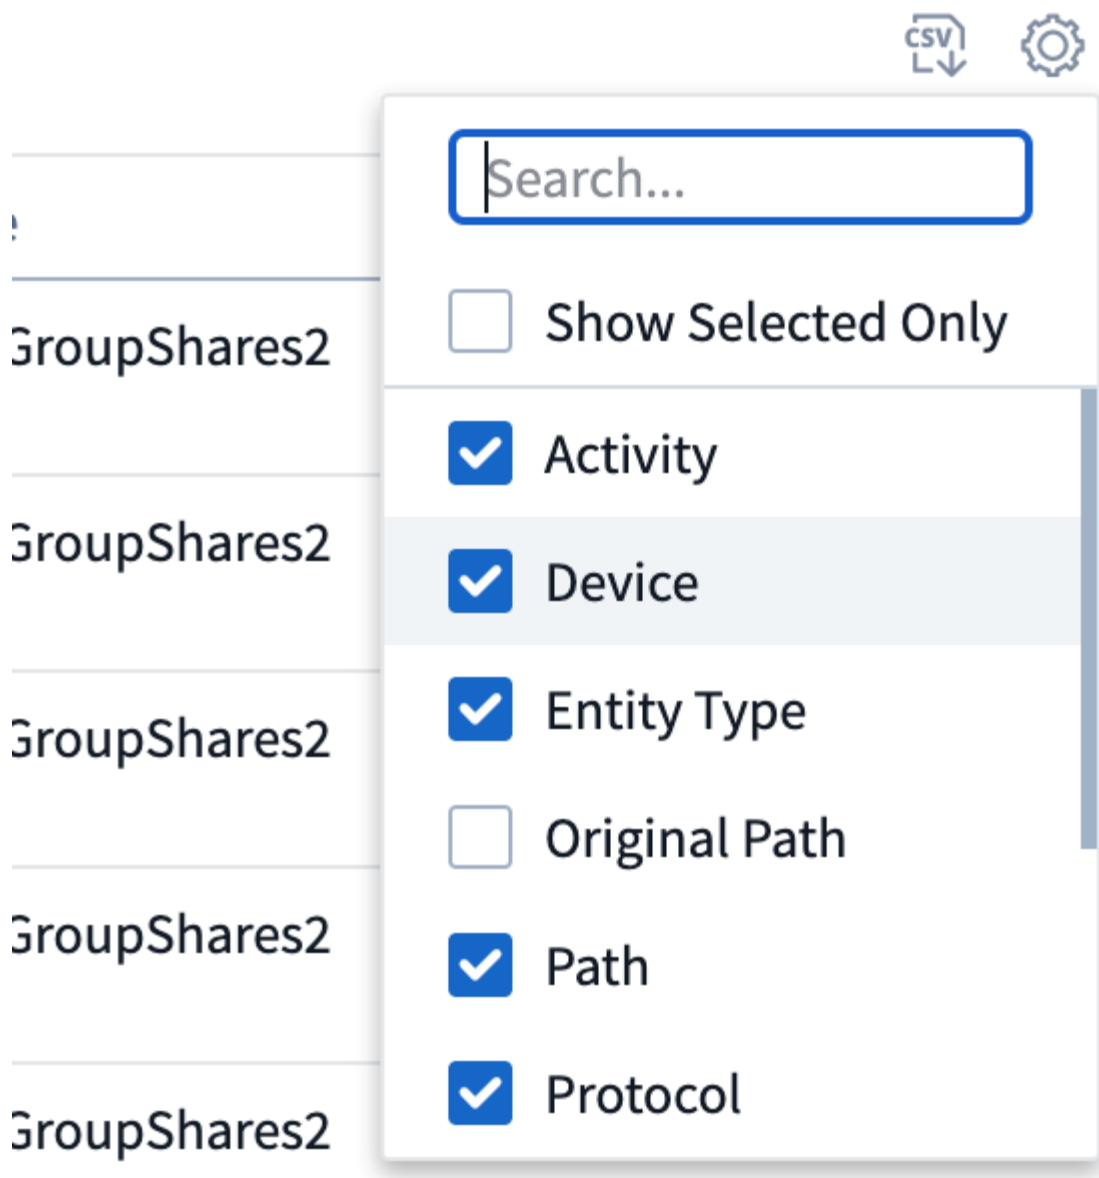 CSV
Search...
Show Selected Only
GroupShares2
Activity
GroupShares2
Device
Entity Type
GroupShares2
Original Path
GroupShares2
Path
Protocol
GroupShares2